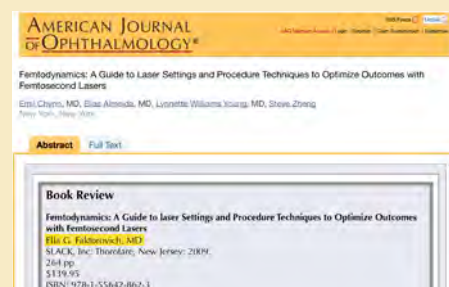 AMERICAN JOURNAL
OF OPHTHALMOLOGY®
Femtodynamics: A Guide to Laser Settings and Procedure Techniques to Optimize Outcomes with
Femtosecond Lasers
Emil Chynn, MD, Elias Almeida, MD, Lynnette Williams Young, MD, Steve Zheng
New York, New York
Abstract Full Text
Book Review
Femtodynamics: A Guide to laser Settings and Procedure Techniques to Optimize Outcomes
with Femtosecond Lasers
Ella G. Faktorovich, MD
SLACK, Inc: Thorofare, New Jersey: 2009.
264 pp.
$139.95
ISBN: 978-1-55642-862-3